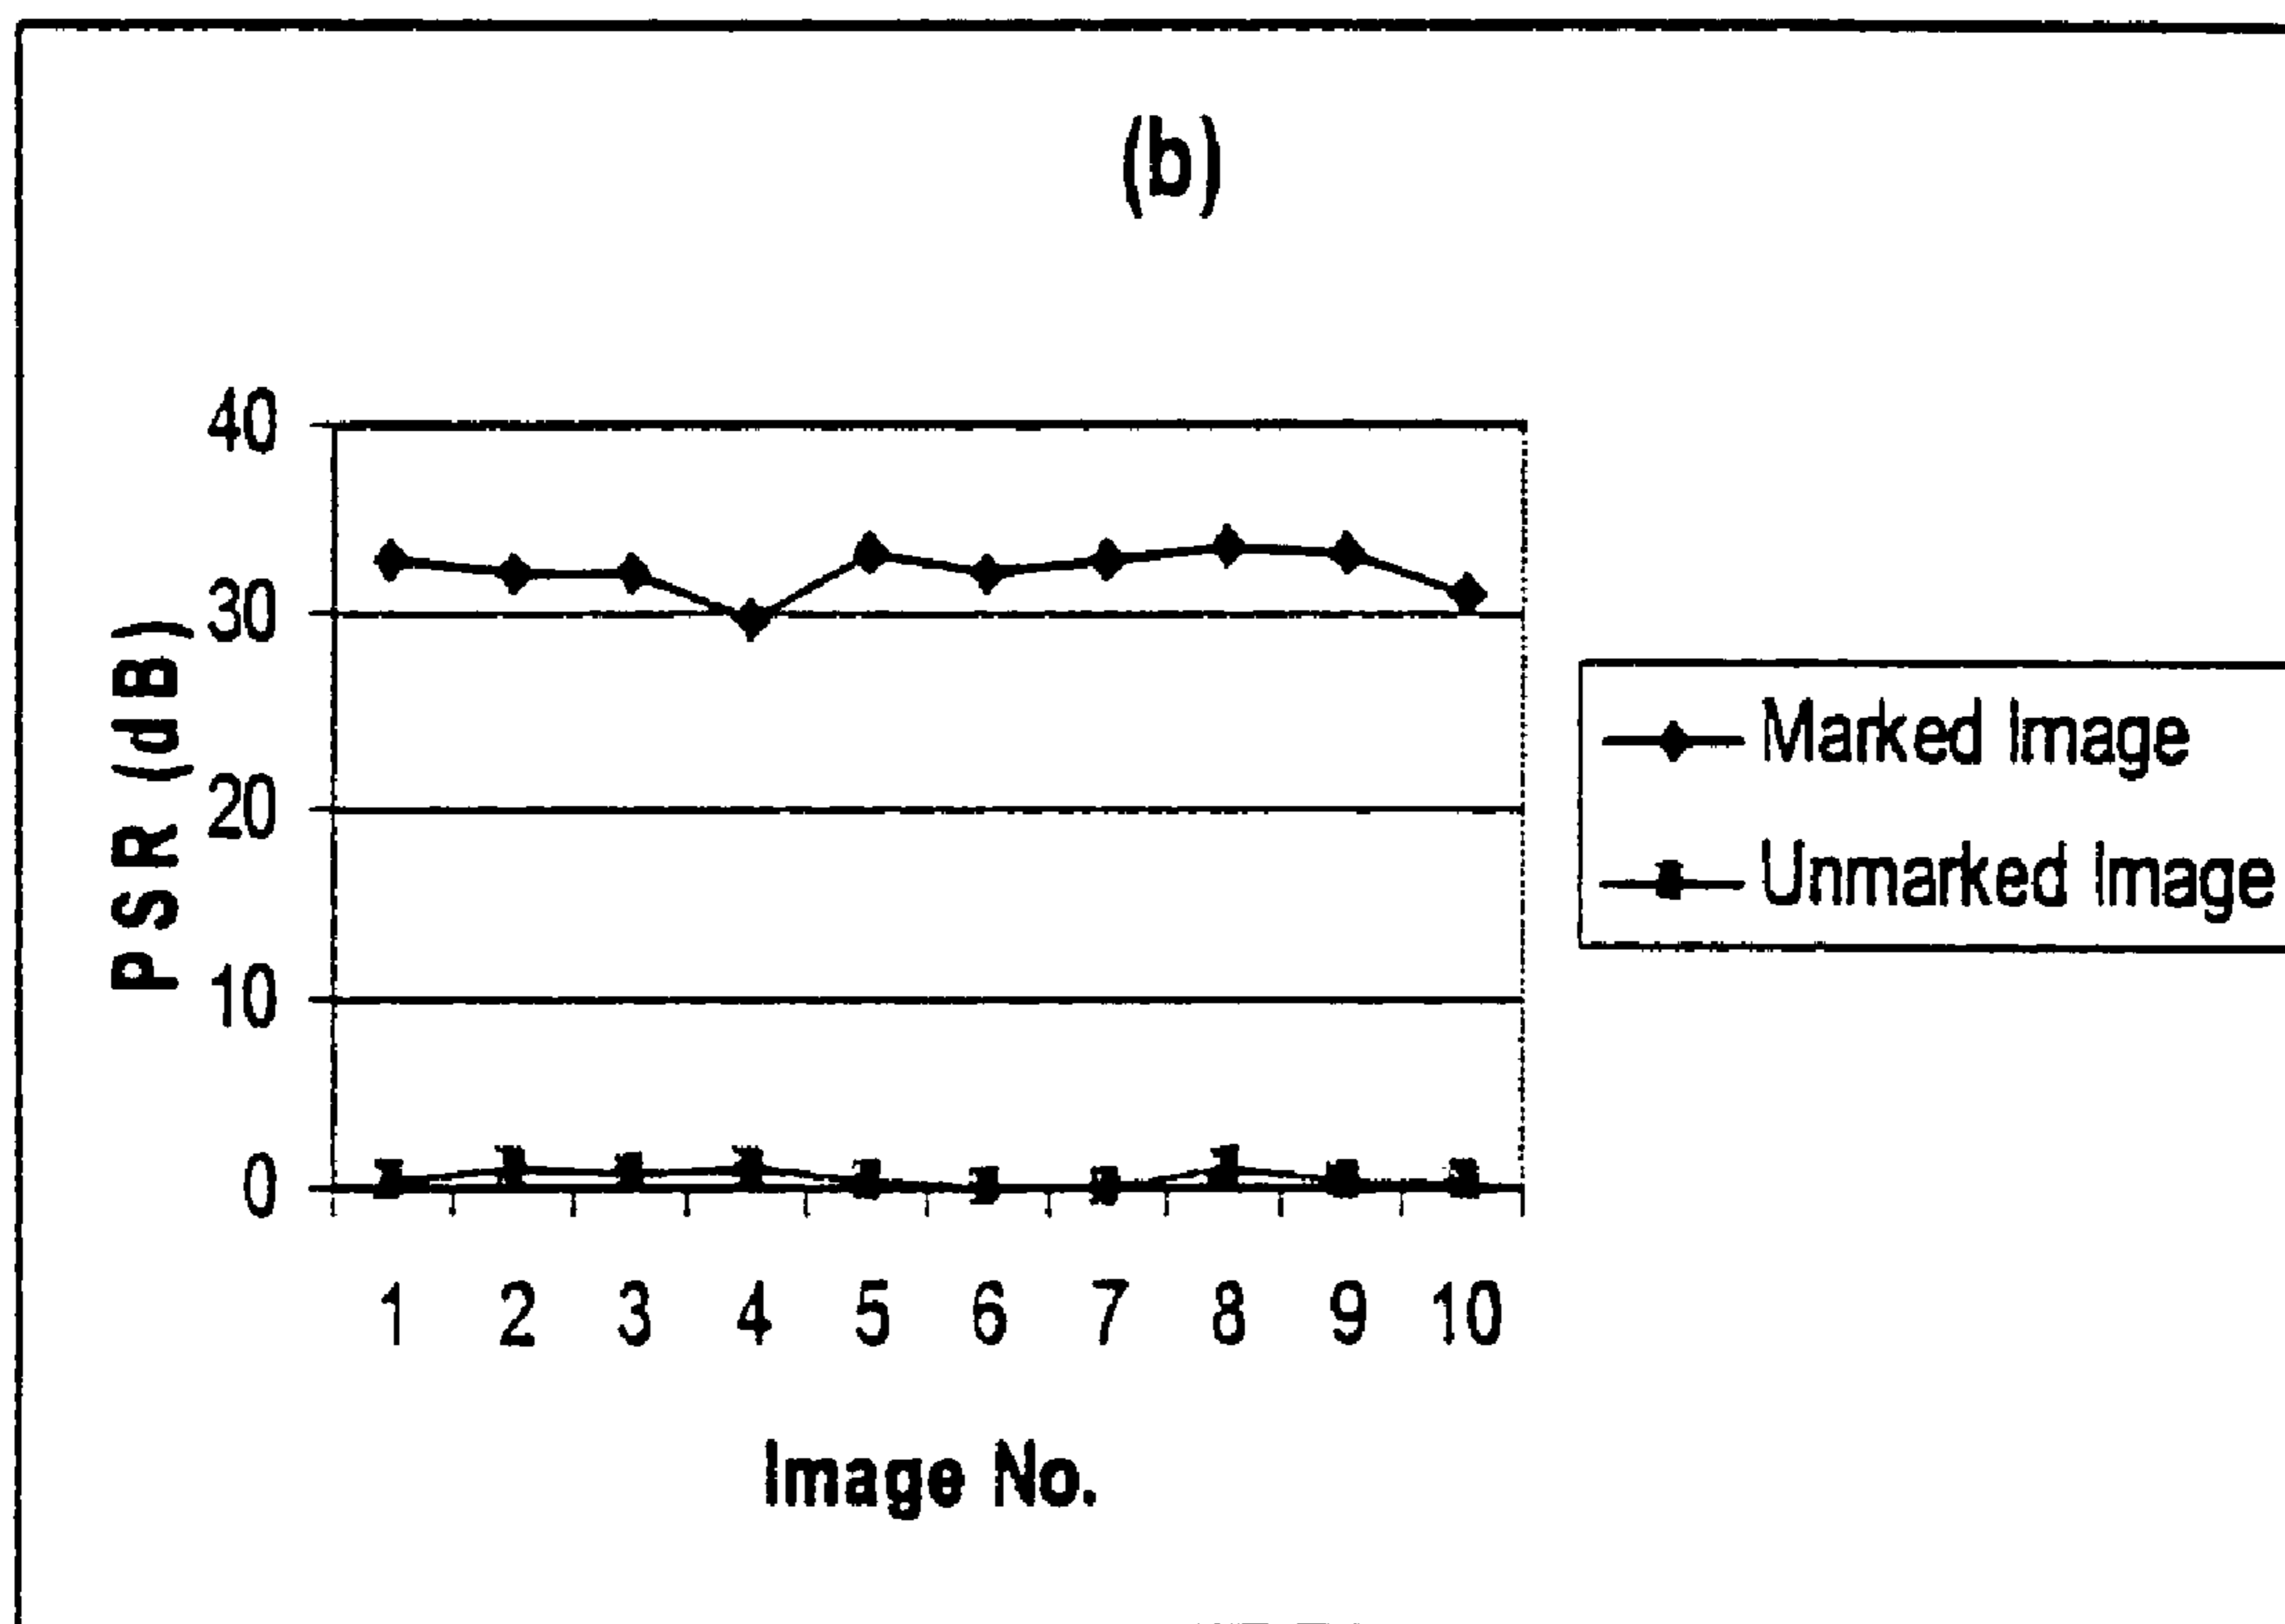 (b)
40
30
20
10
0
PSR (dB)
1 2 3 4 5 6 7 8 9 10
Image No.
Marked Image
Unmarked Image